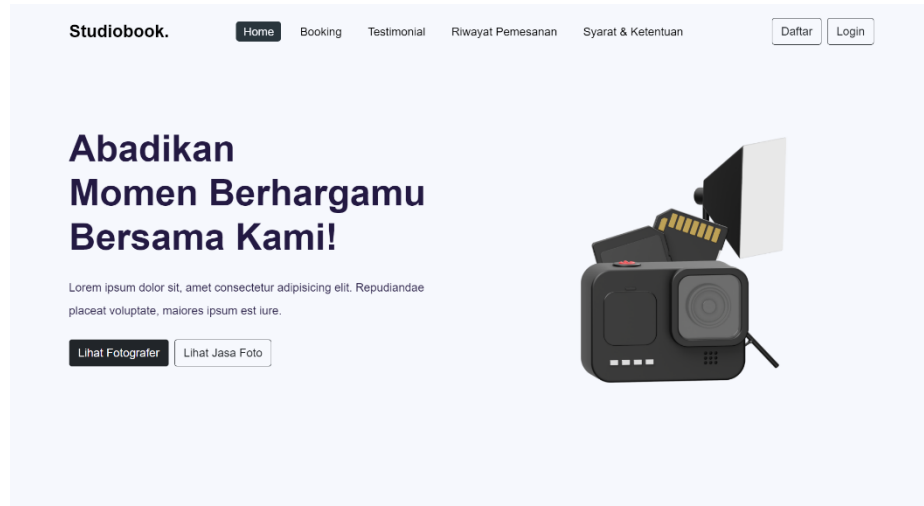 Studiobook.
Home
Booking
Testimonial
Riwayat Pemesanan
Syarat & Ketentuan
Daftar
Login
Abadikan
Momen Berhargamu
Bersama Kami!
Lorem ipsum dolor sit, amet consectetur adipisicing elit. Repudiandae
placeat voluptate, maiores ipsum est iure.
Lihat Fotografer
Lihat Jasa Foto